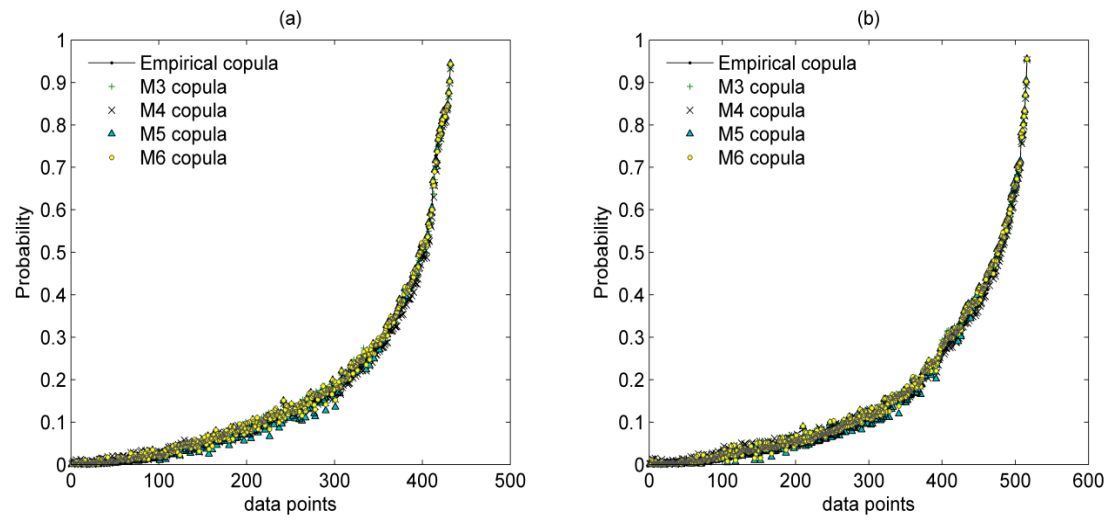 (a)
1
0.9
0.8
0.7
0.6
0.5
0.4
0.3
0.2
0.1
0
Probability
Empirical copula
M3 copula
M4 copula
M5 copula
M6 copula
0 100 200 300 400 500
data points
(b)
1
0.9
0.8
0.7
0.6
0.5
0.4
0.3
0.2
0.1
0
Probability
Empirical copula
M3 copula
M4 copula
M5 copula
M6 copula
0 100 200 300 400 500 600
data points